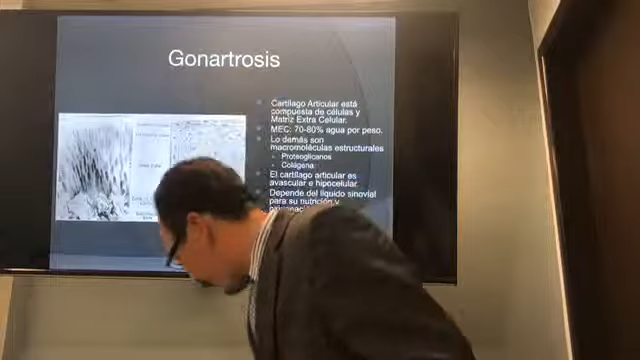 Gonartrosis
Cartílago Articular está
compuesta de células y
Matriz Extra Celular.
MEC: 70-80% agua por peso.
Lo demás son
macromoléculas estructurales
Proteoglicanos
Colágena
El cartílago articular es
avascular e hipocelular.
Depende del líquido sinovial
para su nutrición y